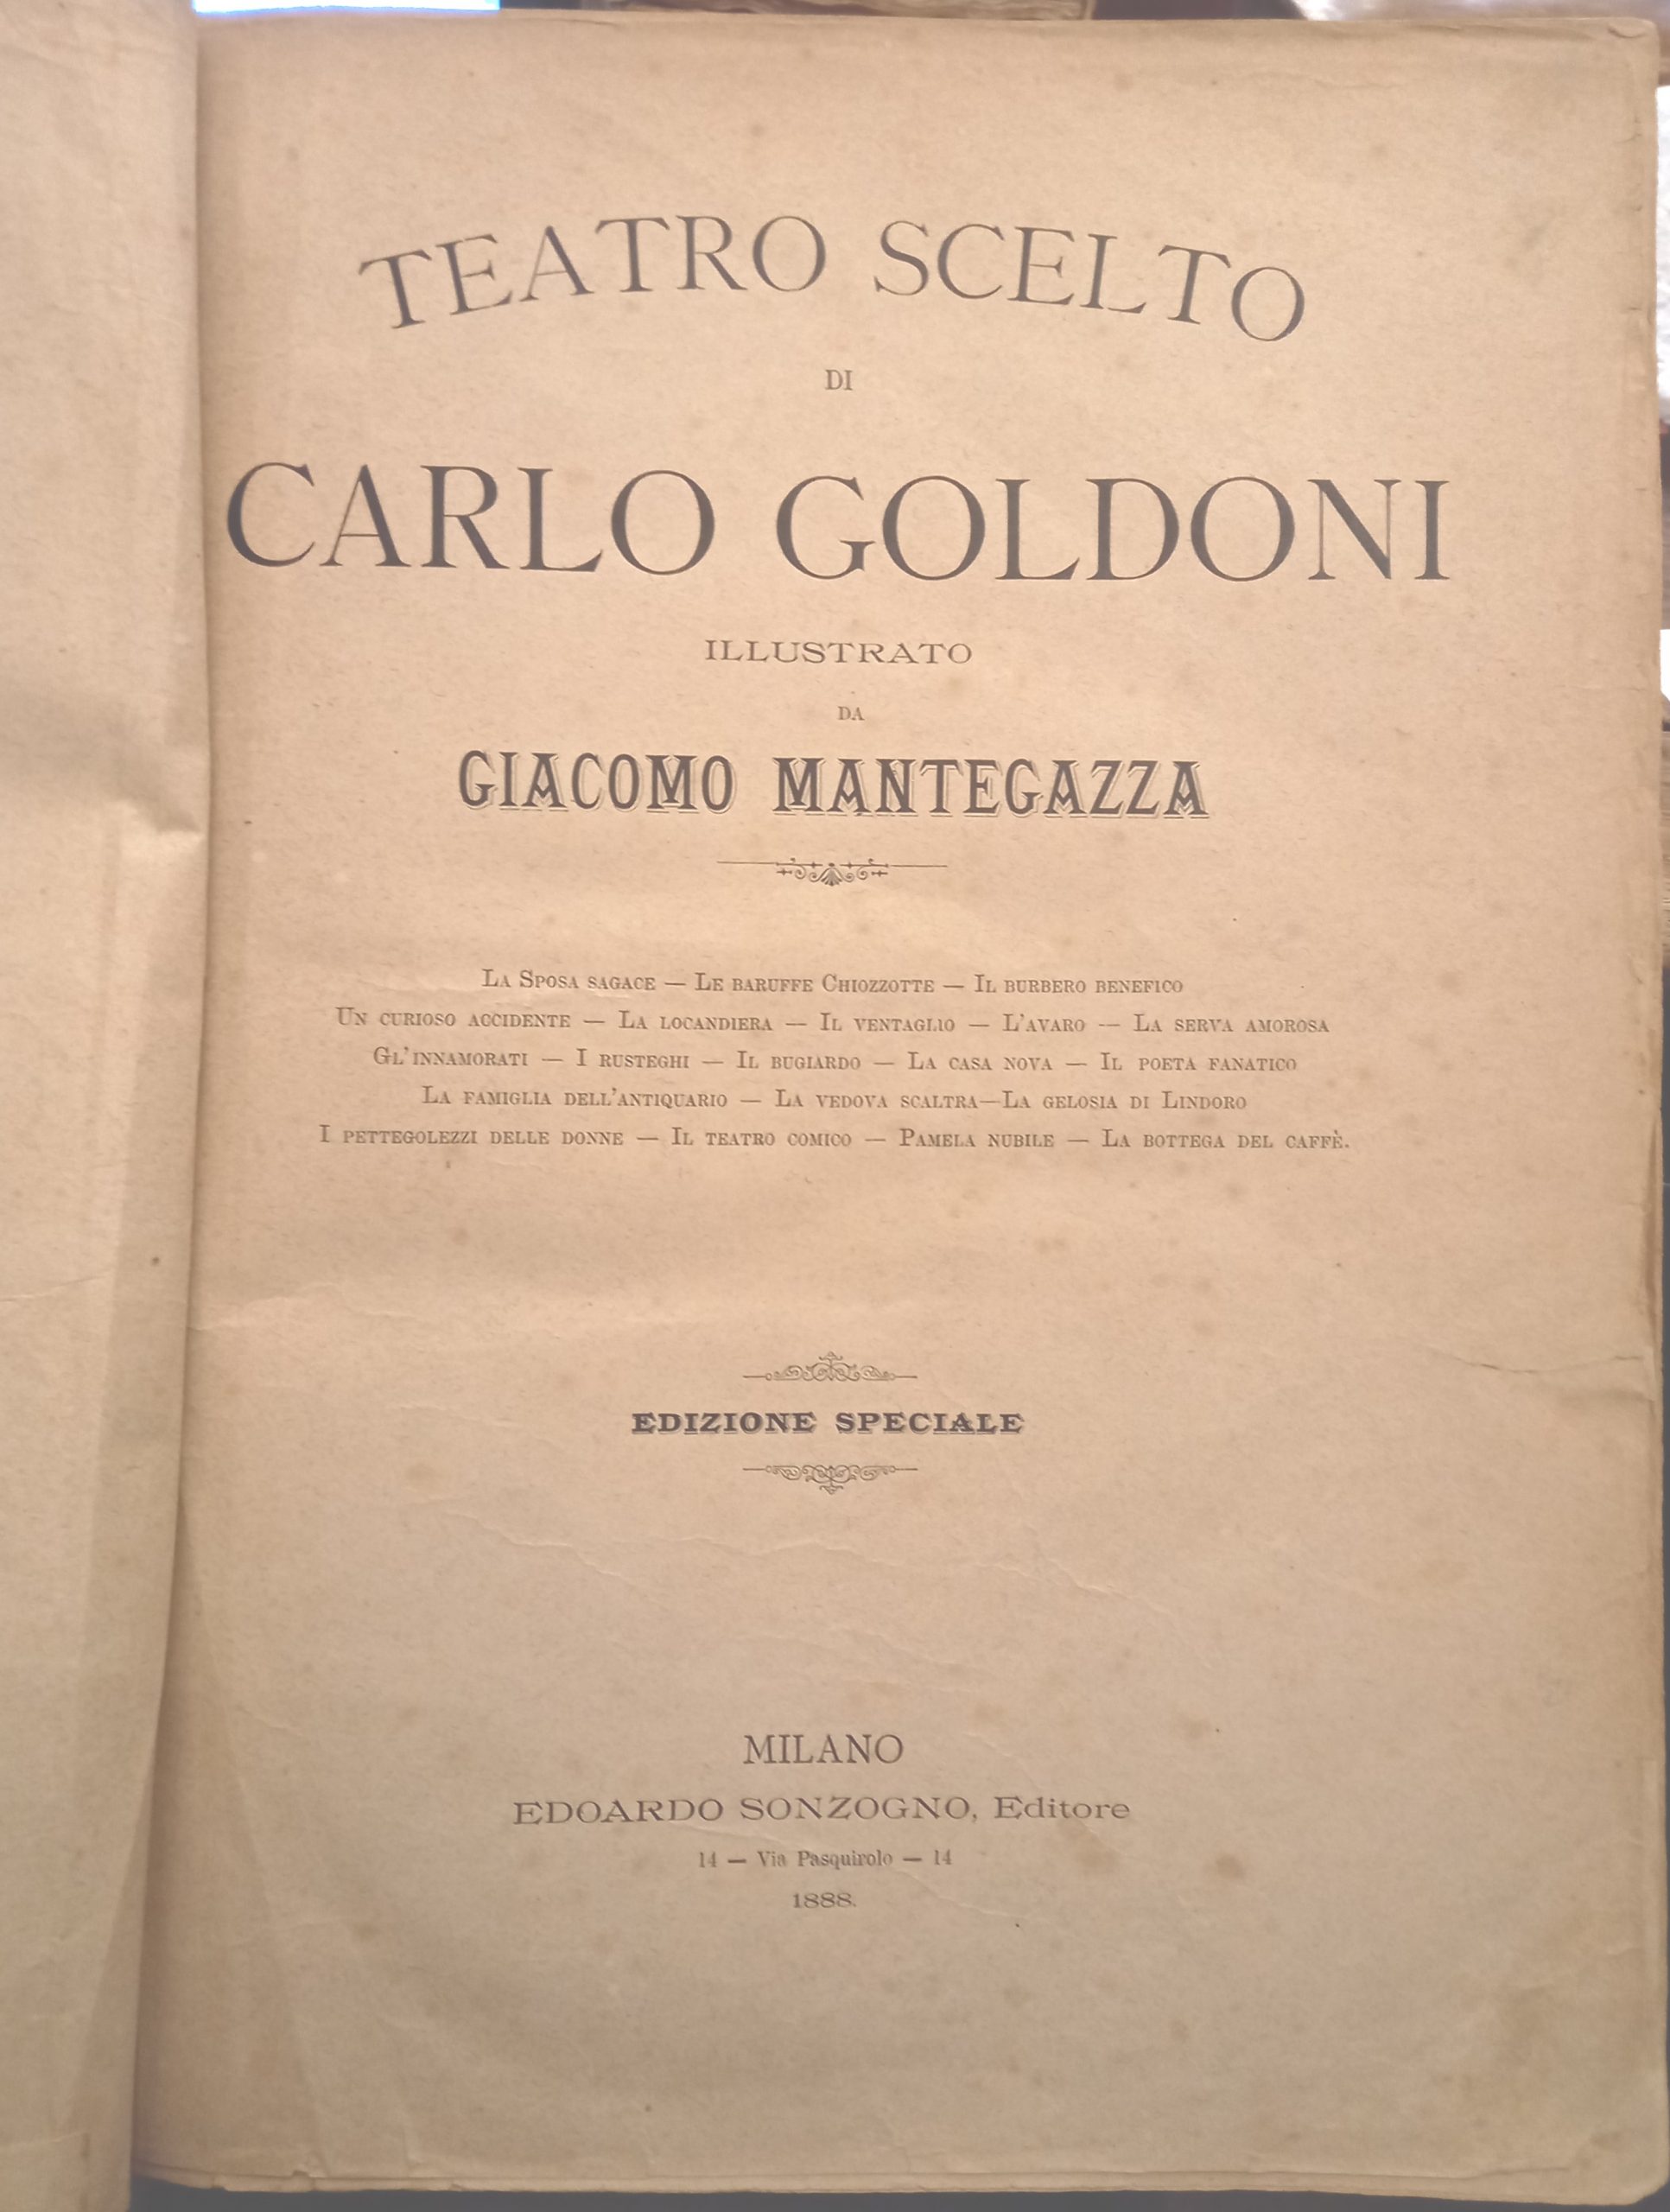 TEATRO SCELTO
DI
CARLO GOLDONI
ILLUSTRATO
DA
GIACOMO MANTEGAZZA
LA SPOSA SAGACE — LE BARUFFE CHIOZZOTTE — IL BURBERO BENEFICO
UN CURIOSO ACCIDENTE — LA LOCANDIERA — IL VENTAGLIO — L'AVARO — LA SERVA AMOROSA
GL'INNAMORATI — I RUSTEGHI — IL BUGIARDO — LA CASA NOVA — IL POETA FANATICO
LA FAMIGLIA DELL'ANTIQUARIO — LA VEDOVA SCALTRA—LA GELOSIA DI LINDORO
I PETTEGOLEZZI DELLE DONNE — IL TEATRO COMICO — PAMELA NUBILE — LA BOTTEGA DEL CAFFÈ.
EDIZIONE SPECIALE
MILANO
EDOARDO SONZOGNO, Editore
14 — Via Pasquirolo — 14
1888.